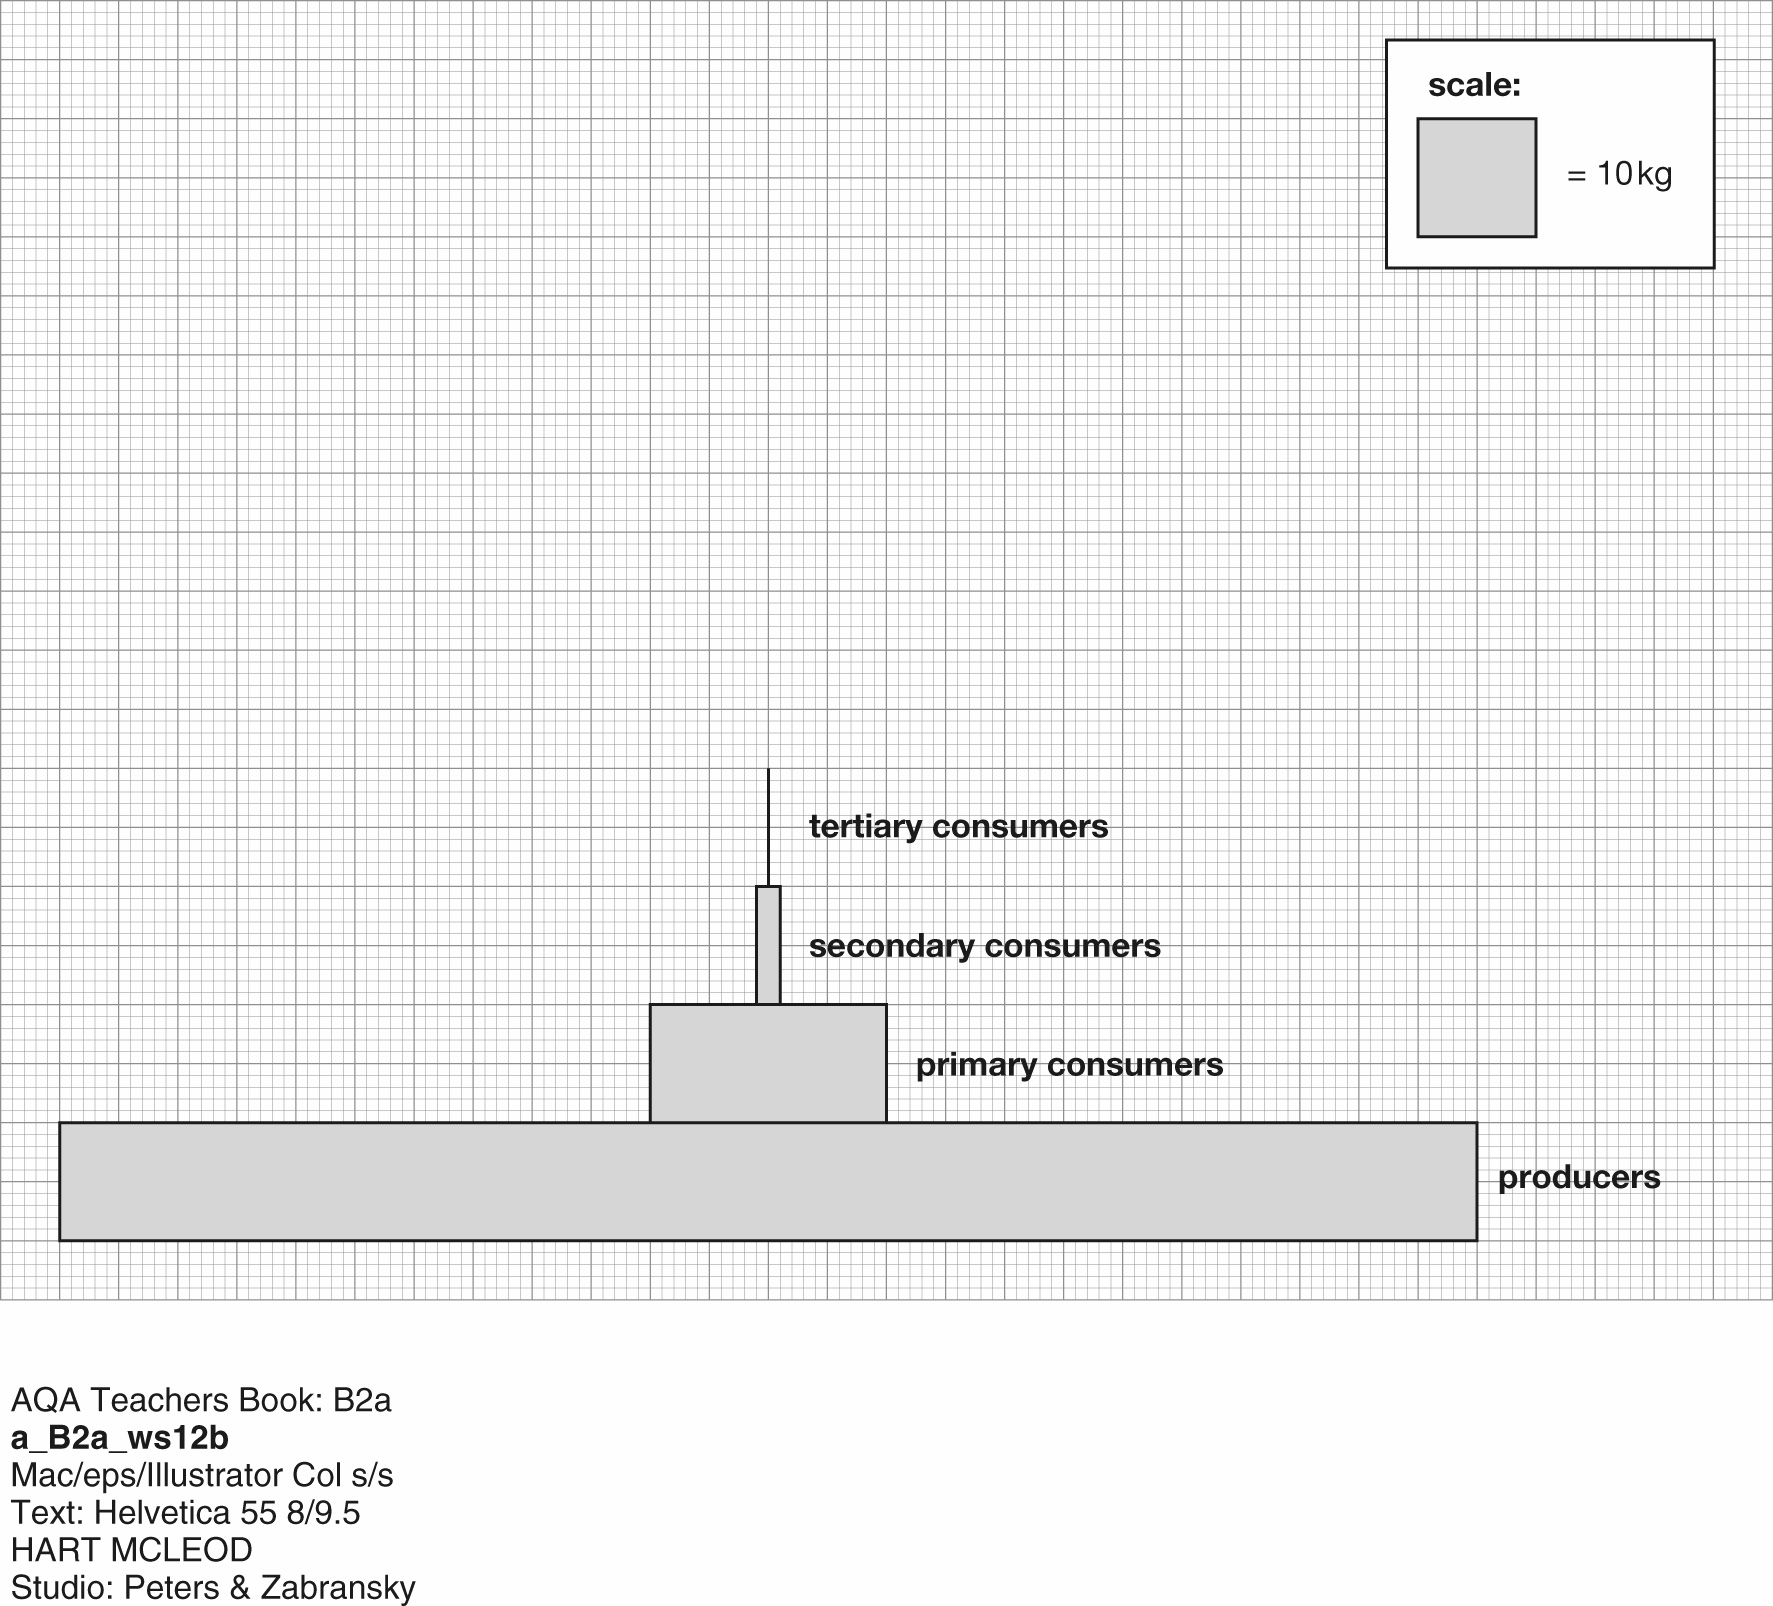 scale:
= 10 kg
tertiary consumers
secondary consumers
primary consumers
producers
AQA Teachers Book: B2a
a_B2a_ws12b
Mac/eps/Illustrator Col s/s
Text: Helvetica 55 8/9.5
HART MCLEOD
Studio: Peters & Zabransky